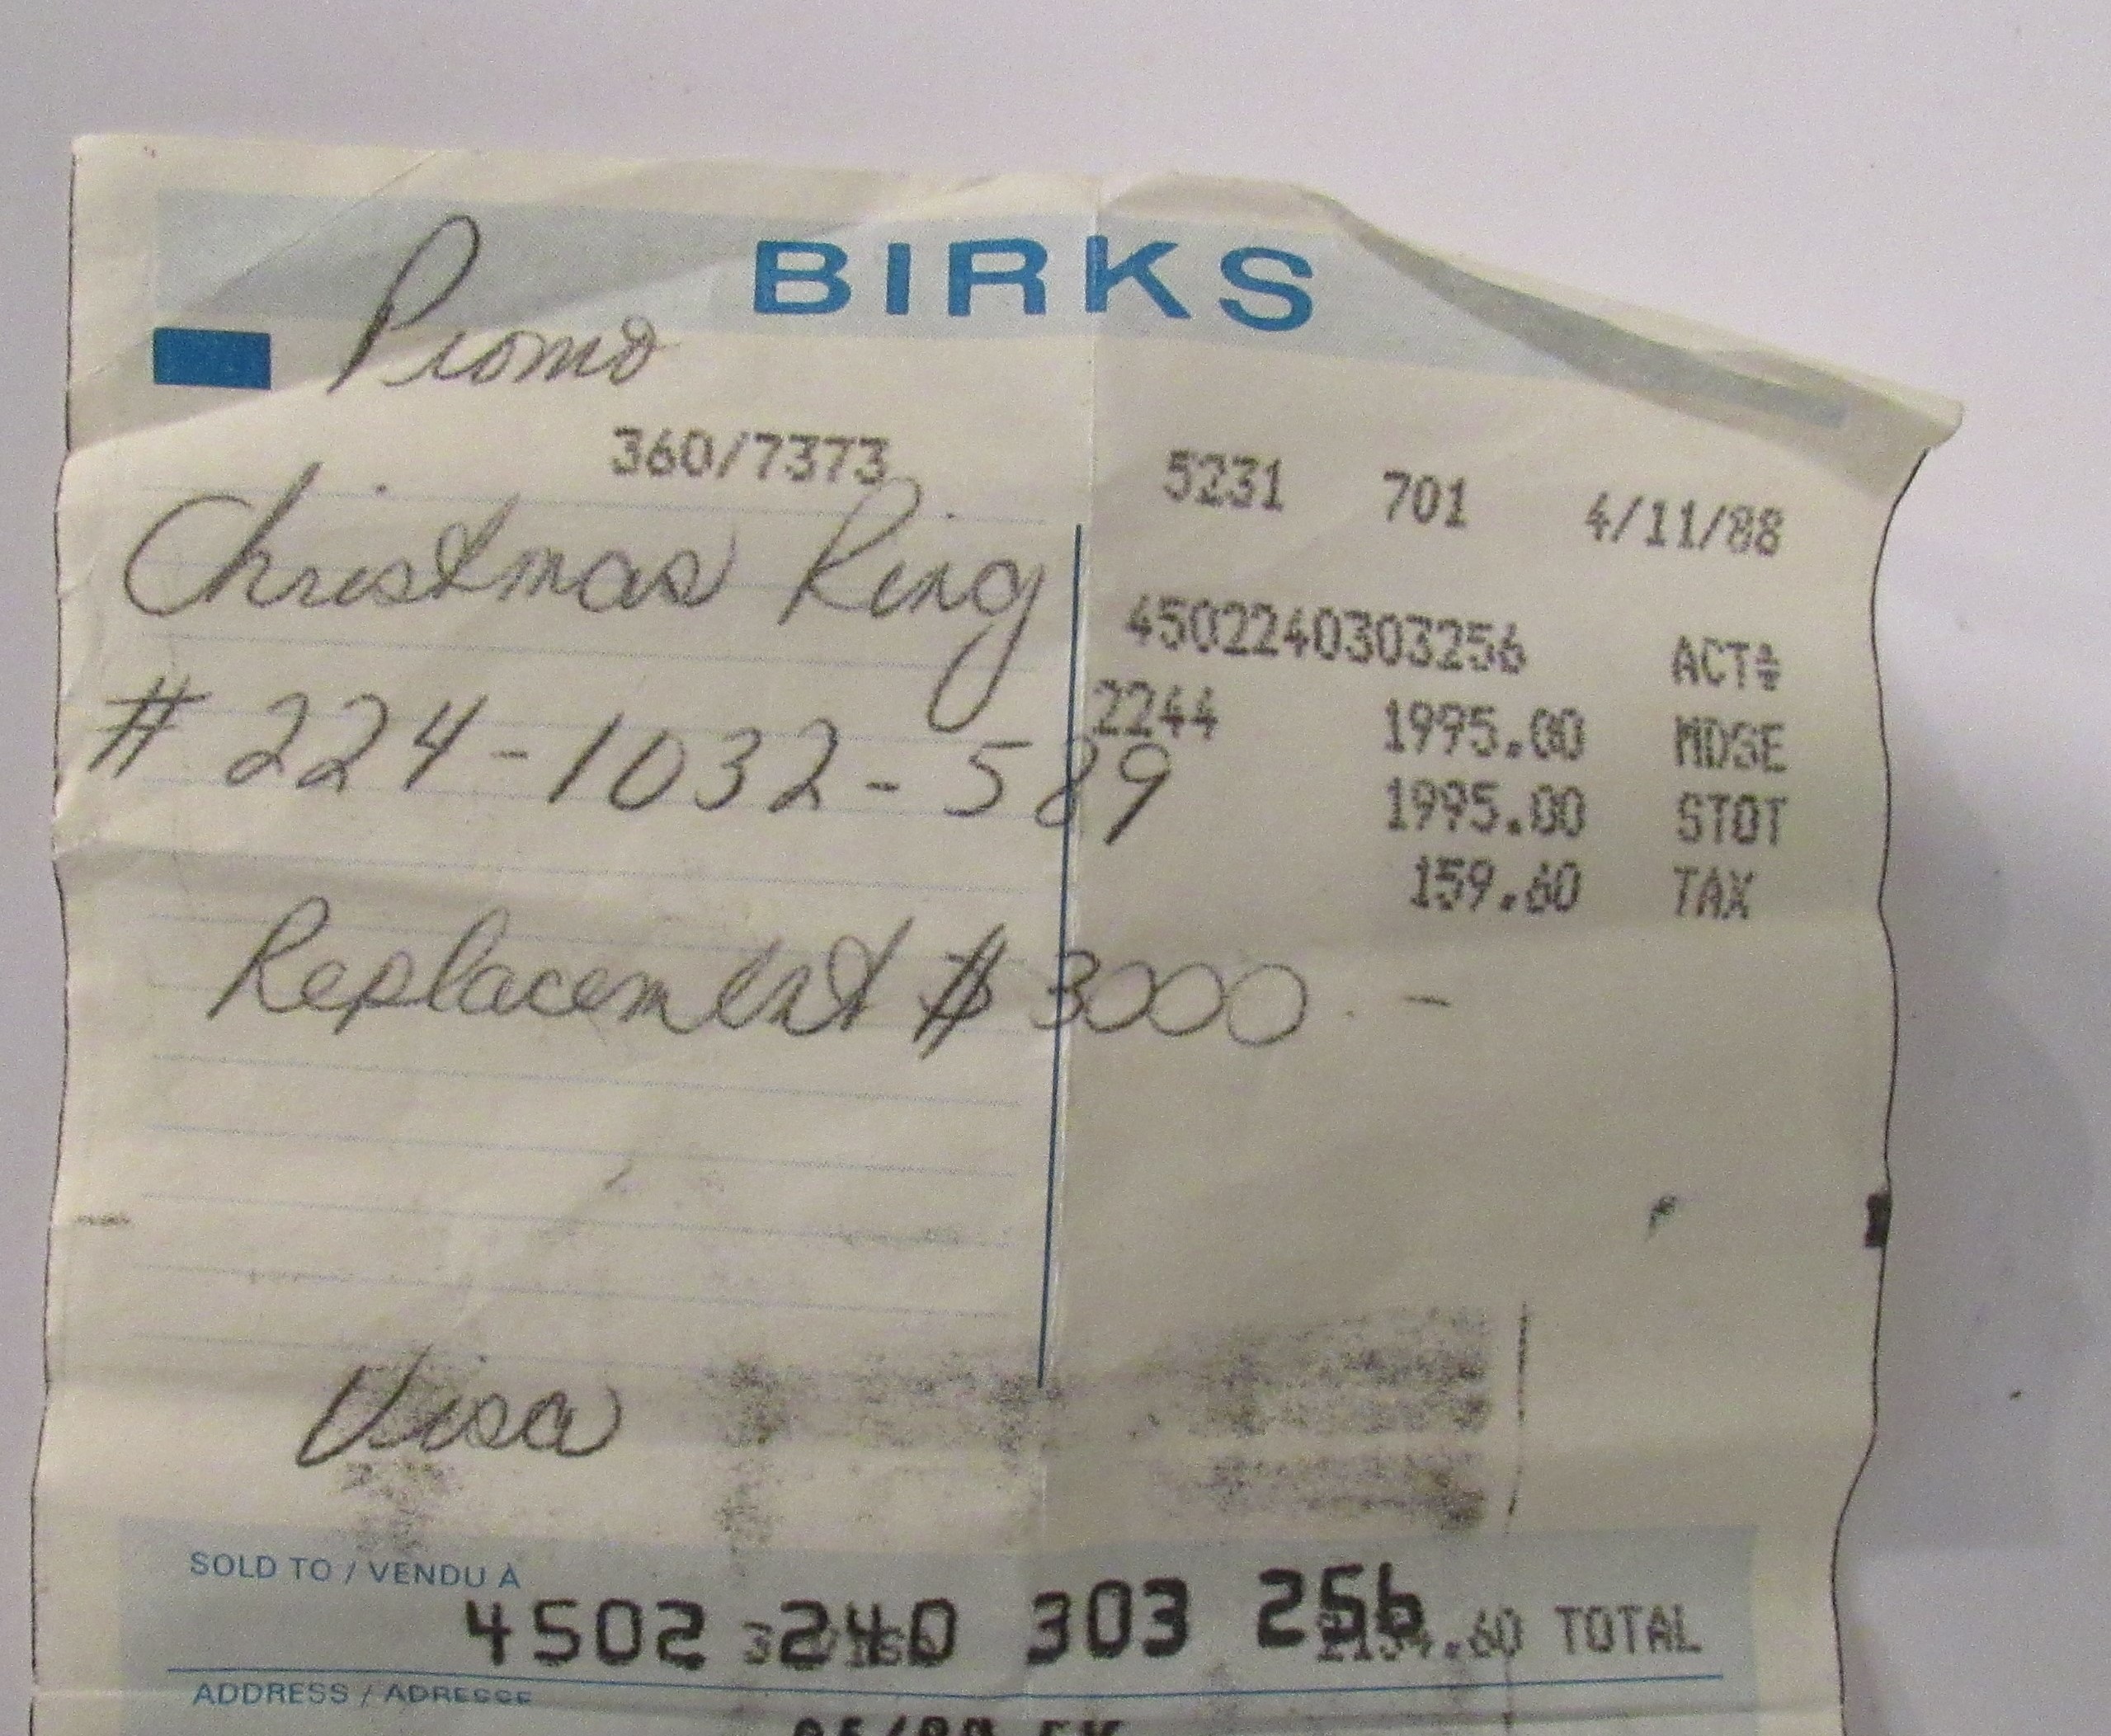 BIRKS
Promo
360/7373 5231 701 4/11/88
Christmas Ring
4502240303256 ACT#
2244 1995.00 MDSE
# 224-1032-589
1995.00 STOT
159.60 TAX
Replacement $ 3000.-
Visa
SOLD TO / VENDU À
4502 240 303 256
2154.60 TOTAL
ADDRESS / ADRESSE